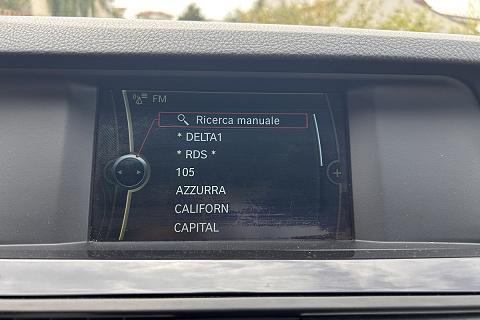 FM
Ricerca manuale
* DELTA1
* RDS *
105
AZZURRA
CALIFORN
CAPITAL